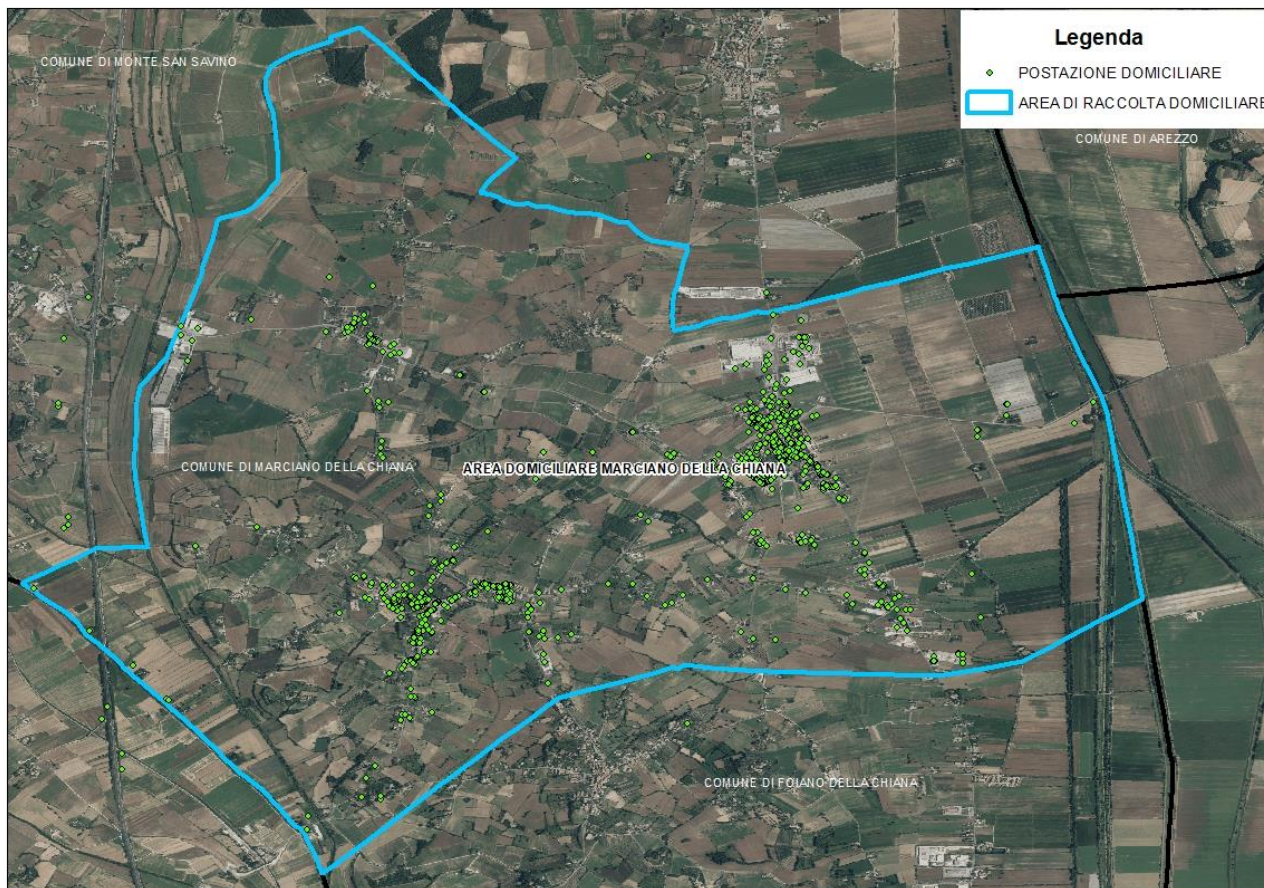 Legenda
COMUNE DI MONTE SAN SAVINO
POSTAZIONE DOMICILIARE
AREA DI RACCOLTA DOMICILIARE
COMUNE DI AREZZO
COMUNE DI MARCIANO DELLA CHIANA
AREA DOMICILIARE MARCIANO DELLA CHIANA
COMUNE DI FOIANO DELLA CHIANA